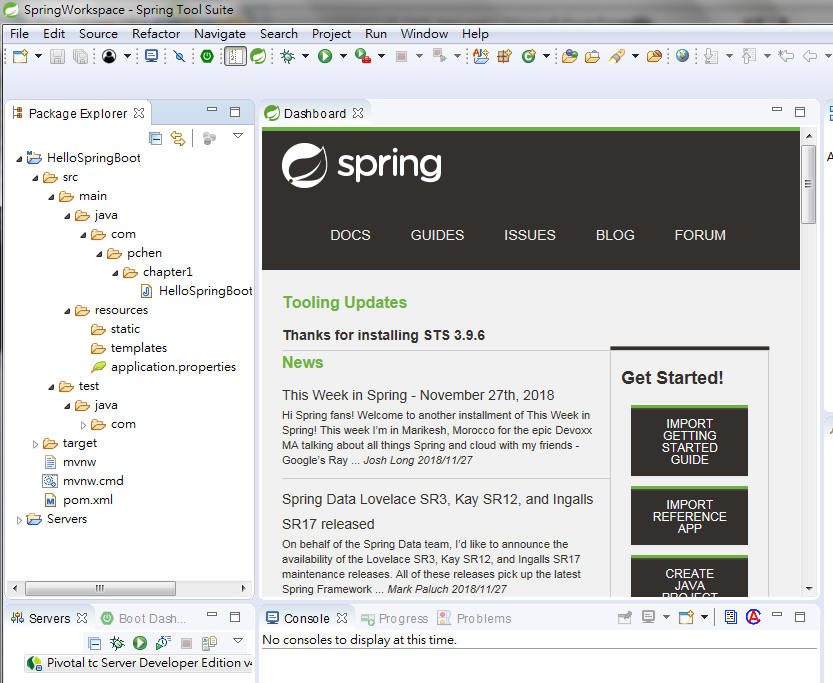 SpringWorkspace - Spring Tool Suite
File Edit Source Refactor Navigate Search Project Run Window Help
Package Explorer
HelloSpringBoot
src
main
java
com
pchen
chapter1
HelloSpringBoot
resources
static
templates
application.properties
test
java
com
target
mvnw
mvnw.cmd
pom.xml
Servers
Dashboard
spring
DOCS GUIDES ISSUES BLOG FORUM
Tooling Updates
Thanks for installing STS 3.9.6
News
This Week in Spring - November 27th, 2018
Hi Spring fans! Welcome to another installment of This Week in
Spring! This week I'm in Marikesh, Morocco for the epic Devoxx
MA talking about all things Spring and cloud with my friends -
Google's Ray ... Josh Long 2018/11/27
Spring Data Lovelace SR3, Kay SR12, and Ingalls
SR17 released
On behalf of the Spring Data team, I'd like to announce the
availability of the Lovelace SR3, Kay SR12, and Ingalls SR17
maintenance releases. All of these releases pick up the latest
Spring Framework ... Mark Paluch 2018/11/27
Get Started!
IMPORT
GETTING
STARTED
GUIDE
IMPORT
REFERENCE
APP
CREATE
JAVA
PROJECT
Servers Boot Dash...
Pivotal tc Server Developer Edition v4
Console Progress Problems
No consoles to display at this time.